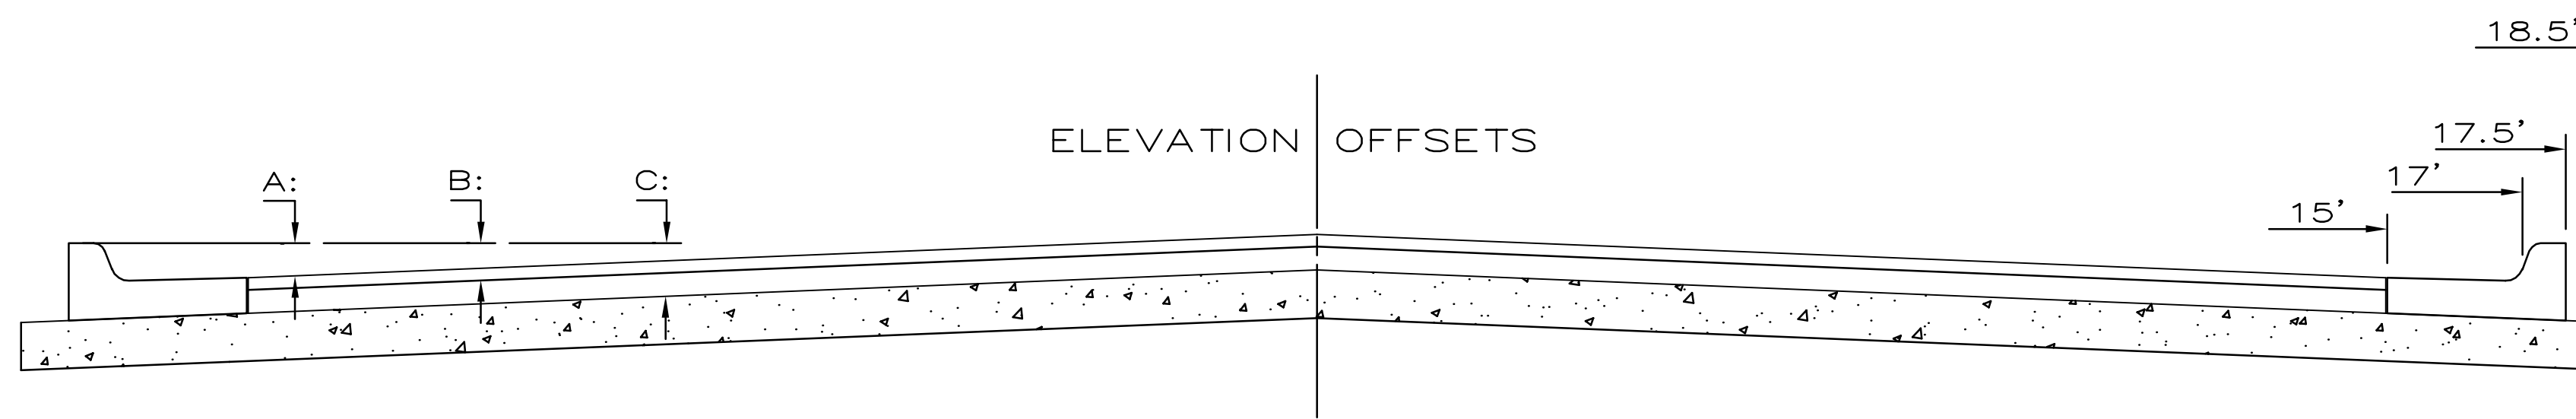 18.5'
17.5'
ELEVATION OFFSETS
17'
A:
B:
C:
15'